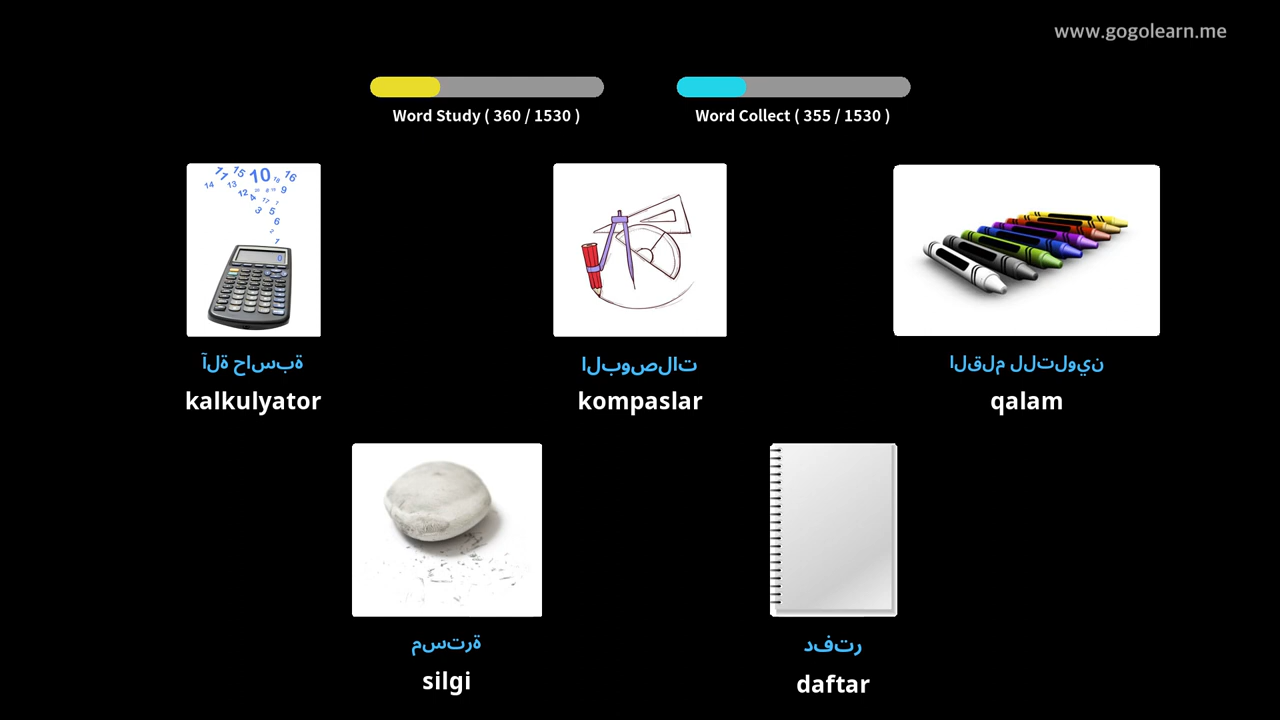 www.gogolearn.me
Word Study ( 360 / 1530 )
Word Collect ( 355 / 1530 )
آلة حاسبة
البوصلات
القلم للتلوين
kalkulyator
kompaslar
qalam
مسترة
دفتر
silgi
daftar